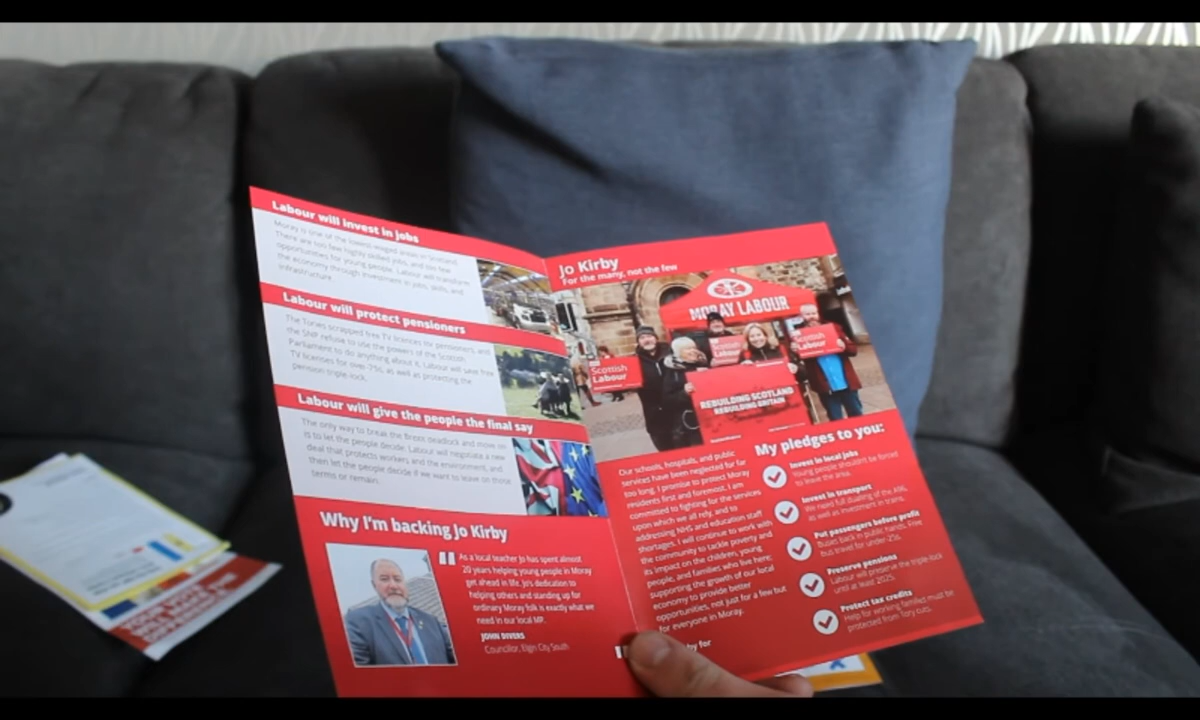 Labour will invest in jobs
Moray is one of the lowest waged areas in Scotland.
There are too few highly skilled jobs, and too few
opportunities for young people. Labour will transform
the economy through investment in jobs, skills, and
infrastructure.
Labour will protect pensioners
The Tories scrapped free TV licences for pensioners, and
the SNP refuse to use the powers of the Scottish
Parliament to do anything about it. Labour will save free
TV licenses for over-75s, as well as protecting the
pension triple-lock.
Labour will give the people the final say
The only way to break the Brexit deadlock and move on
is to let the people decide. Labour will negotiate a new
deal that protects workers and the environment, and
then let the people decide if we want to leave on those
terms or remain.
Why I'm backing Jo Kirby
As a local teacher Jo has spent almost
20 years helping young people in Moray
get ahead in life. Jo's dedication to
helping others and standing up for
ordinary Moray folk is exactly what we
need in our local MP.
JOHN DIVERS
Councillor, Elgin City South
Jo Kirby
For the many, not the few
MORAY LABOUR
Scottish
Labour
Scottish
Labour
Scottish
Labour
REBUILDING SCOTLAND
REBUILDING BRITAIN
Our schools, hospitals, and public
services have been neglected for far
too long. I promise to protect Moray
residents first and foremost. I am
committed to fighting for the services
upon which we all rely, and to
addressing NHS and education staff
shortages. I will continue to work with
the community to tackle poverty and
its impact on the children, young
people, and families who live here;
supporting the growth of our local
economy to provide better
opportunities, not just for a few but
for everyone in Moray.
My pledges to you:
Invest in local jobs
Young people shouldn't be forced
to leave the area.
Invest in transport
We need full dualling of the A96,
as well as investment in trains.
Put passengers before profit
Buses back in public hands. Free
bus travel for under-25s.
Preserve pensions
Labour will preserve the triple-lock
until at least 2025.
Protect tax credits
Help for working families must be
protected from Tory cuts.
by for